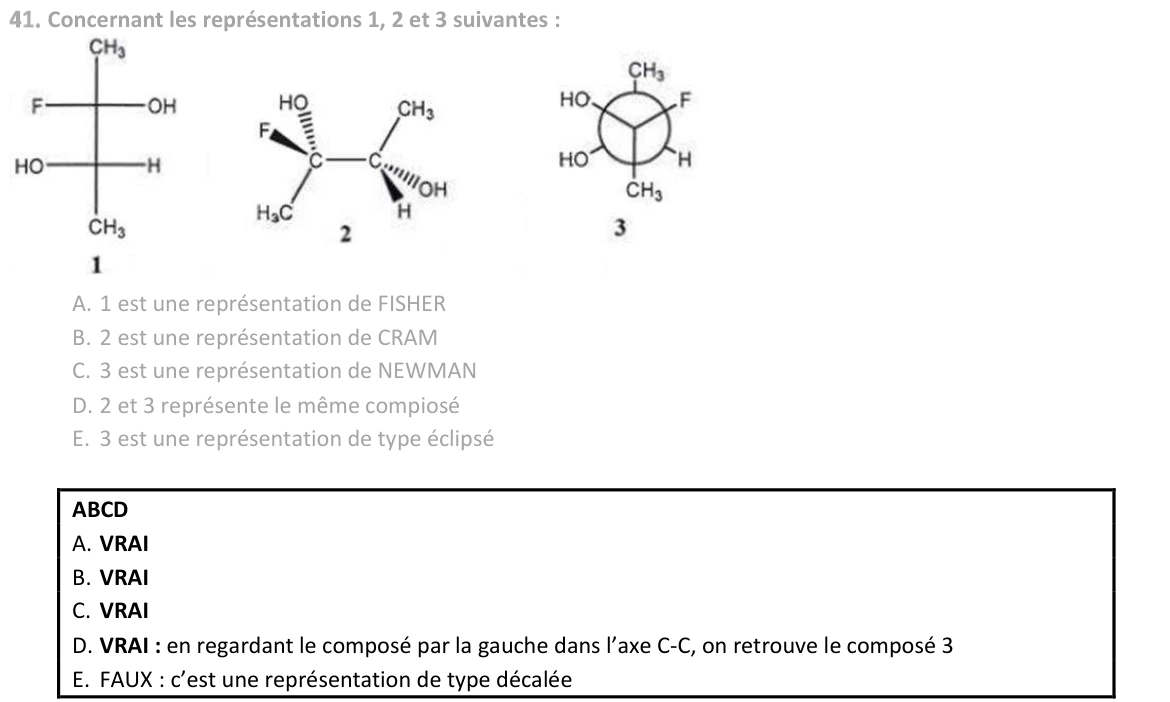 41. Concernant les représentations 1, 2 et 3 suivantes :
CH3
F OH
HO H
CH3
1
HO
F
CH3
C C
OH
H3C
H
2
CH3
HO F
HO H
CH3
3
A. 1 est une représentation de FISHER
B. 2 est une représentation de CRAM
C. 3 est une représentation de NEWMAN
D. 2 et 3 représente le même compiosé
E. 3 est une représentation de type éclipsé
ABCD
A. VRAI
B. VRAI
C. VRAI
D. VRAI : en regardant le composé par la gauche dans l'axe C-C, on retrouve le composé 3
E. FAUX : c'est une représentation de type décalée